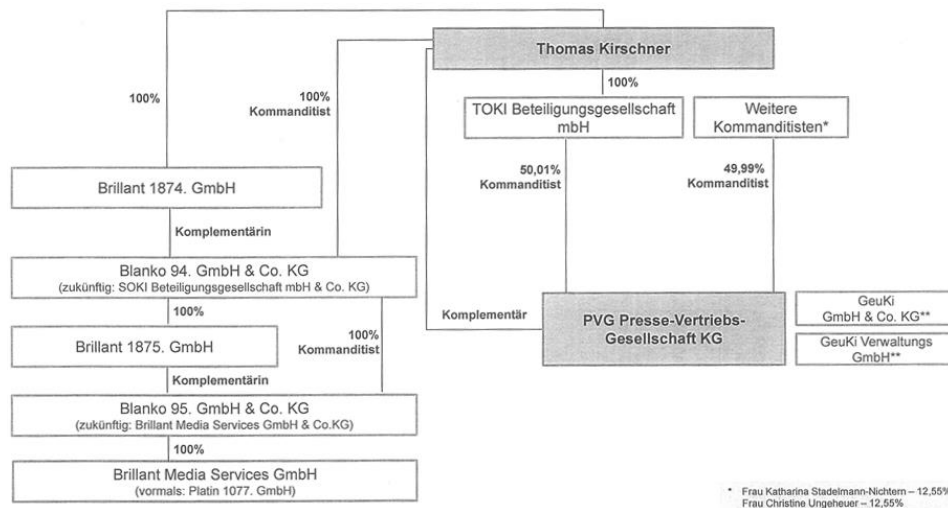 Thomas Kirschner
100%
100%
Kommanditist
100%
TOKI Beteiligungsgesellschaft
mbH
Weitere
Kommanditisten*
50,01%
Kommanditist
49,99%
Kommanditist
Brillant 1874. GmbH
Komplementärin
Blanko 94. GmbH & Co. KG
(zukünftig: SOKI Beteiligungsgesellschaft mbH & Co. KG)
100%
Brillant 1875. GmbH
100%
Kommanditist
Komplementärin
Blanko 95. GmbH & Co. KG
(zukünftig: Brillant Media Services GmbH & Co.KG)
100%
Brillant Media Services GmbH
(vormals: Platin 1077. GmbH)
Komplementär
PVG Presse-Vertriebs-
Gesellschaft KG
GeuKi
GmbH & Co. KG**
GeuKi Verwaltungs
GmbH**
* Frau Katharina Stadelmann-Nichtern – 12,55%
Frau Christine Ungeheuer – 12,55%